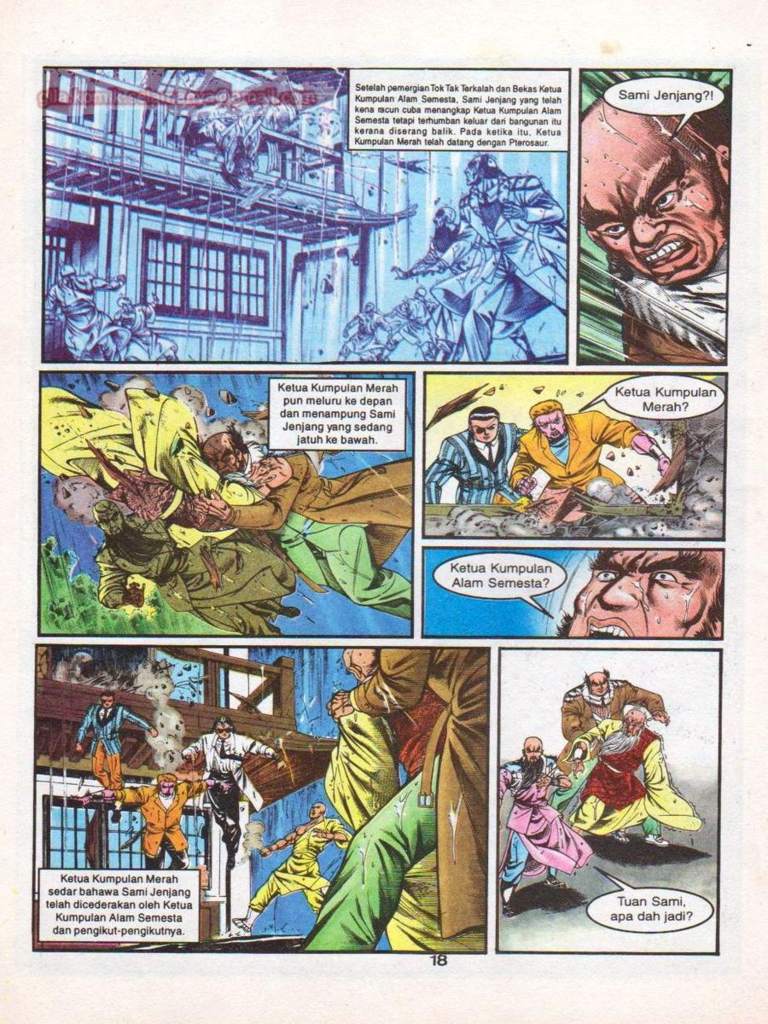 Setelah pemergian Tok Tak Terkalah dan Bekas Ketua
Kumpulan Alam Semesta, Sami Jenjang yang telah
kena racun cuba menangkap Ketua Kumpulan Alam
Semesta tetapi terhumban keluar dari bangunan itu
kerana diserang balik. Pada ketika itu, Ketua
Kumpulan Merah telah datang dengan Pterosaur.
Sami Jenjang?!
Ketua Kumpulan Merah
pun meluru ke depan
dan menampung Sami
Jenjang yang sedang
jatuh ke bawah.
Ketua Kumpulan
Merah?
Ketua Kumpulan
Alam Semesta?
Ketua Kumpulan Merah
sedar bahawa Sami Jenjang
telah dicederakan oleh Ketua
Kumpulan Alam Semesta
dan pengikut-pengikutnya.
Tuan Sami,
apa dah jadi?
18